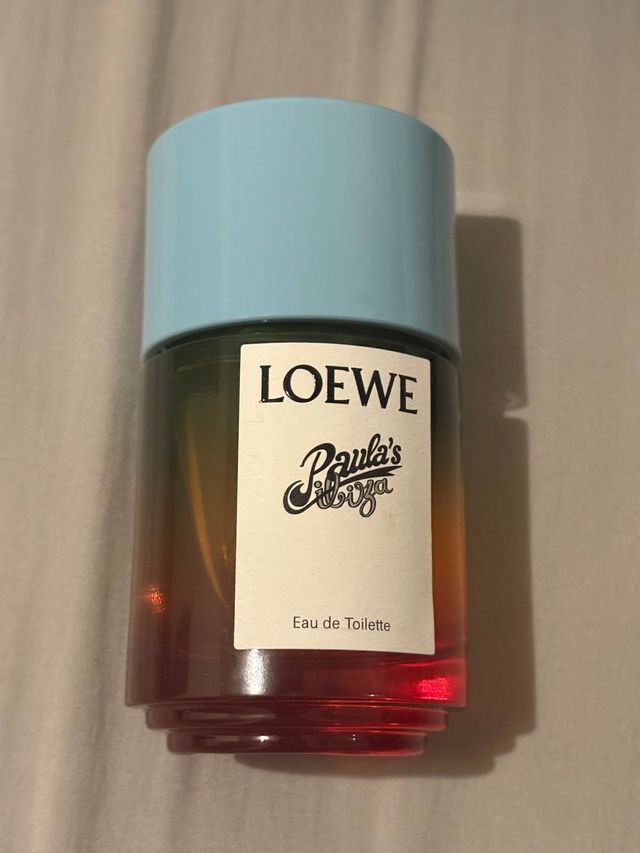 LOEWE
Paula's
ibiza
Eau de Toilette